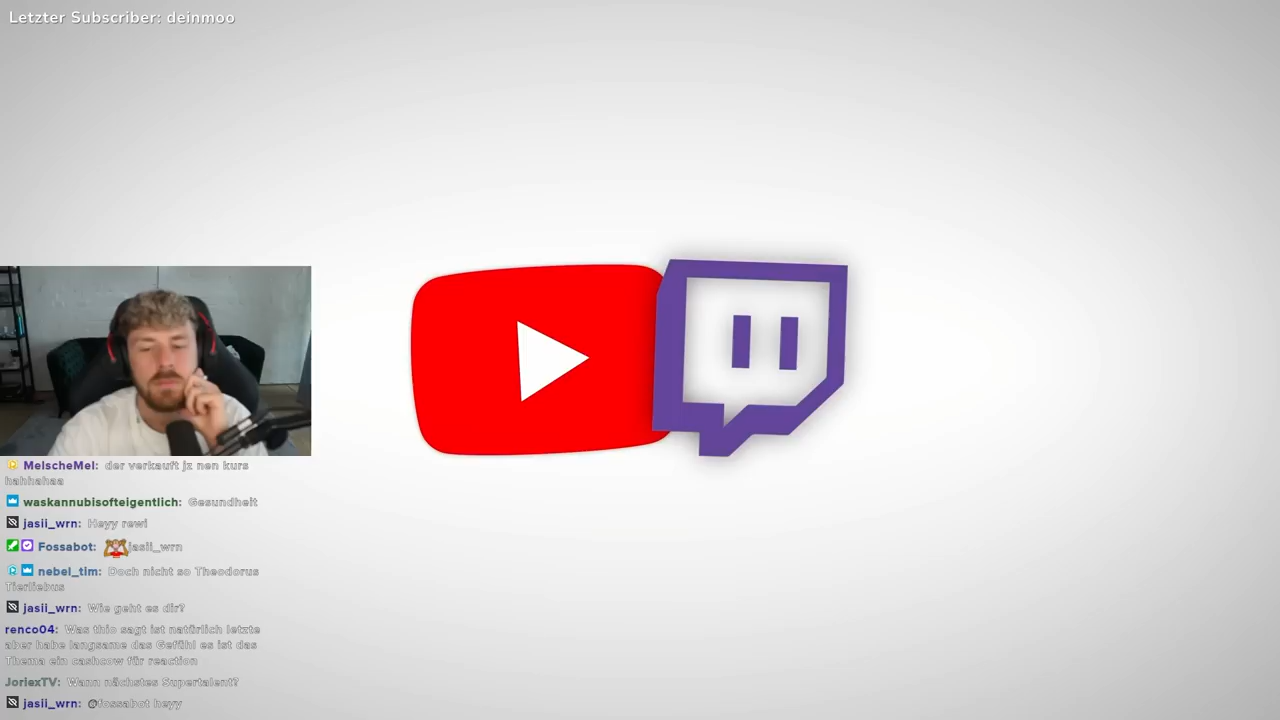 Letzter Subscriber: deinmoo
MelscheMel: der verkauft jz nen kurs
hahhahaa
waskannubisofteigentlich: Gesundheit
jasii_wrn: Heyy rewi
Fossabot: jasii_wrn
nebel_tim: Doch nicht so Theodorus
Tierliebus
jasii_wrn: Wie geht es dir?
renco04: Was thio sagt ist natürlich letzte
aber habe langsame das Gefühl es ist das
Thema ein cashcow für reaction
JoriexTV: Wann nächstes Supertalent?
jasii_wrn: @fossabot heyy